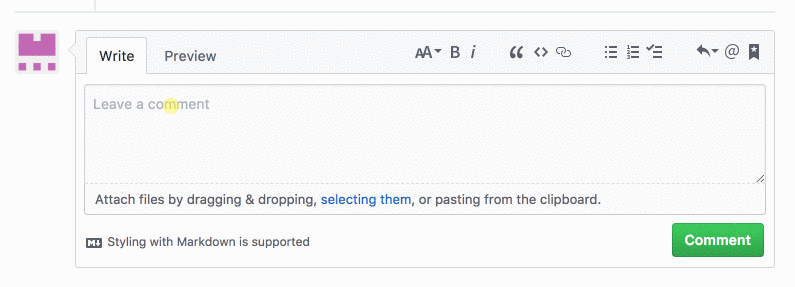 Write Preview AA B i
Leave a comment
Attach files by dragging & dropping, selecting them, or pasting from the clipboard.
Styling with Markdown is supported
Comment